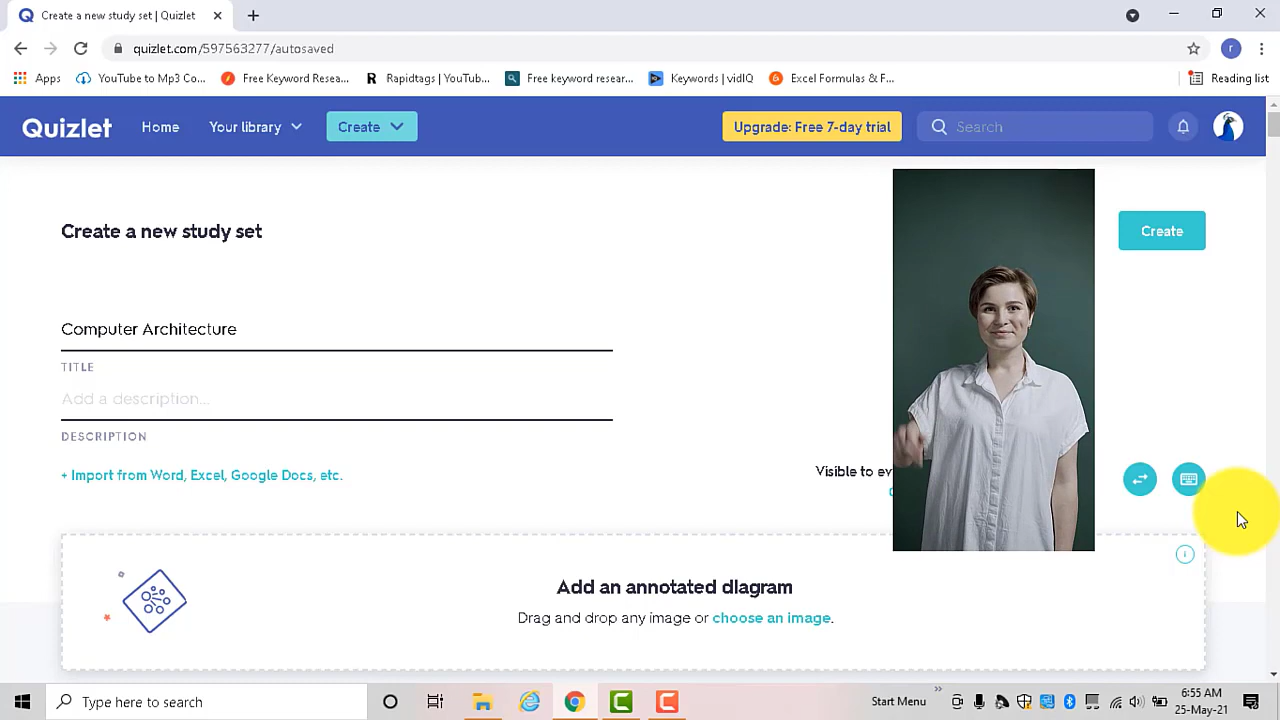 Create a new study set | Quizlet
quizlet.com/597563277/autosaved
Apps YouTube to Mp3 Co... Free Keyword Resea... Rapidtags | YouTub... Free keyword resear... Keywords | vidIQ Excel Formulas & F... Reading list
Quizlet Home Your library Create Upgrade: Free 7-day trial Search
Create a new study set
Create
Computer Architecture
TITLE
Add a description...
DESCRIPTION
+ Import from Word, Excel, Google Docs, etc.
Visible to ev
Add an annotated diagram
Drag and drop any image or choose an image.
Type here to search
Start Menu
6:55 AM
25-May-21